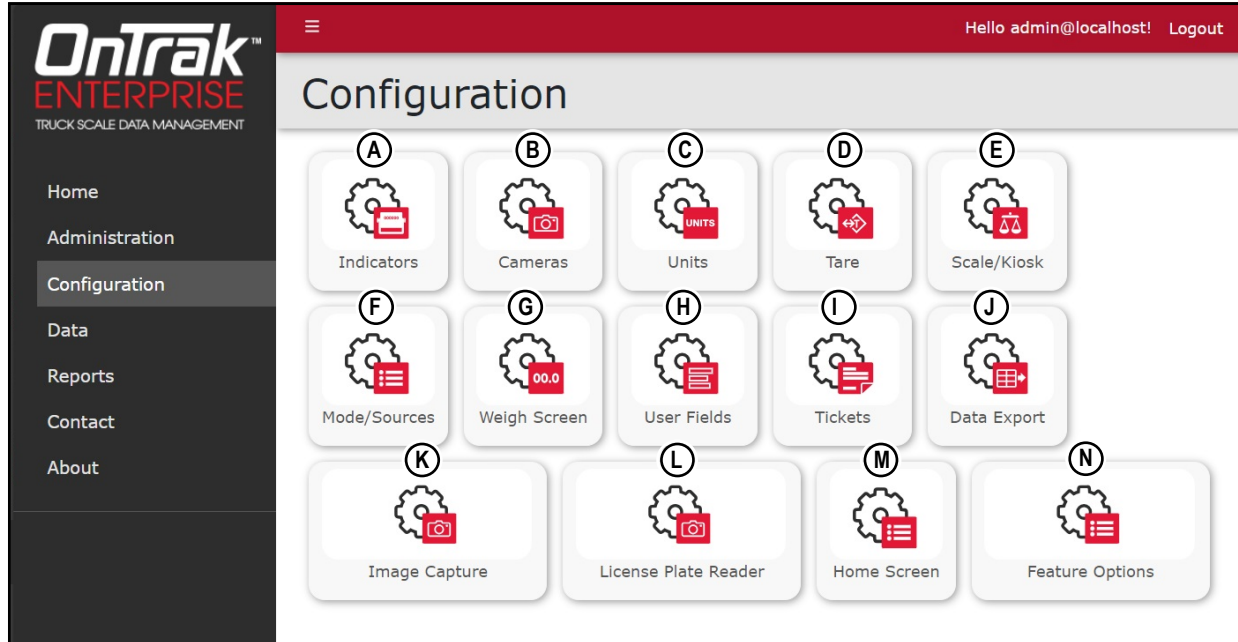 OnTrak™
ENTERPRISE
TRUCK SCALE DATA MANAGEMENT
Home
Administration
Configuration
Data
Reports
Contact
About
Hello admin@localhost! Logout
Configuration
A B C D E
UNITS
Indicators Cameras Units Tare Scale/Kiosk
F G H I J
00.0
Mode/Sources Weigh Screen User Fields Tickets Data Export
K L M N
Image Capture License Plate Reader Home Screen Feature Options